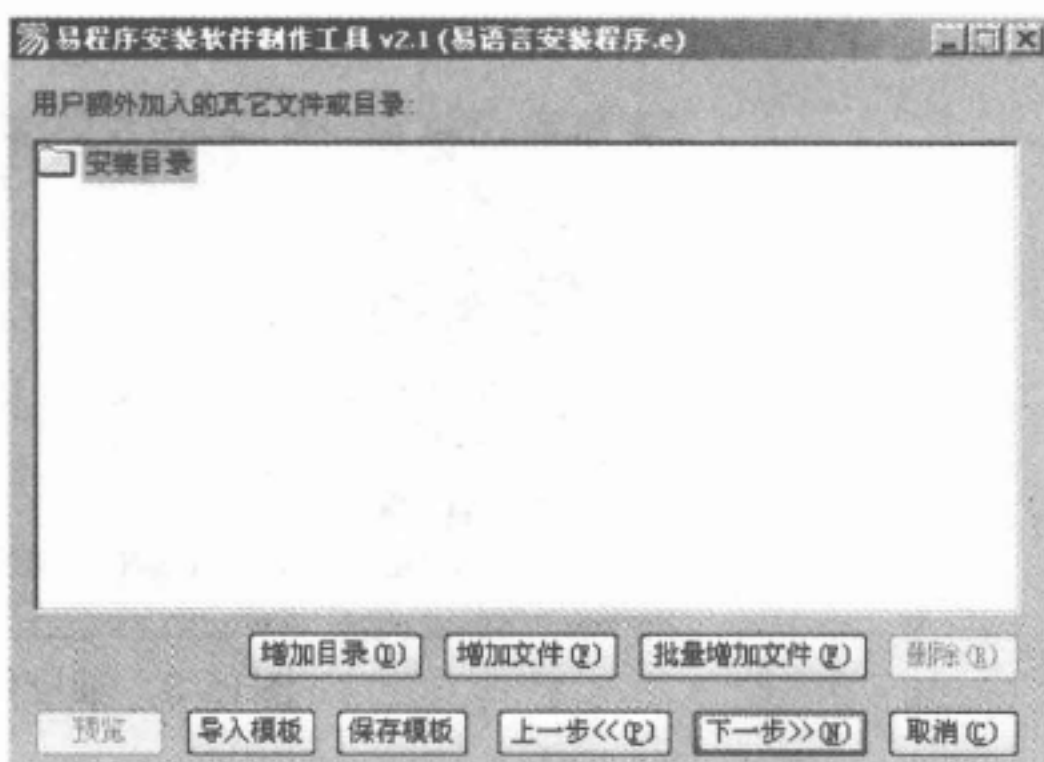 易程序安装软件制作工具 v2.1 (易语言安装程序.e)
用户额外加入的其它文件或目录:
安装目录
增加目录(D) 增加文件(F) 批量增加文件(F) 删除(R)
预览 导入模板 保存模板 上一步<<(P) 下一步>>(N) 取消(C)